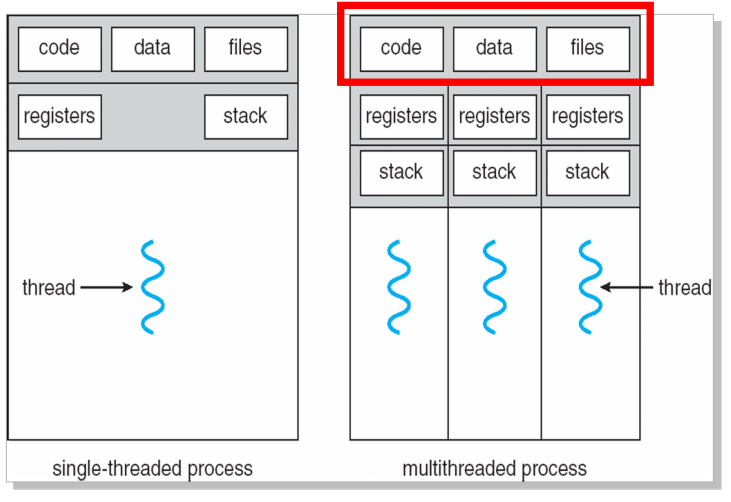 code data files
registers stack
thread
single-threaded process
code data files
registers registers registers
stack stack stack
thread
multithreaded process